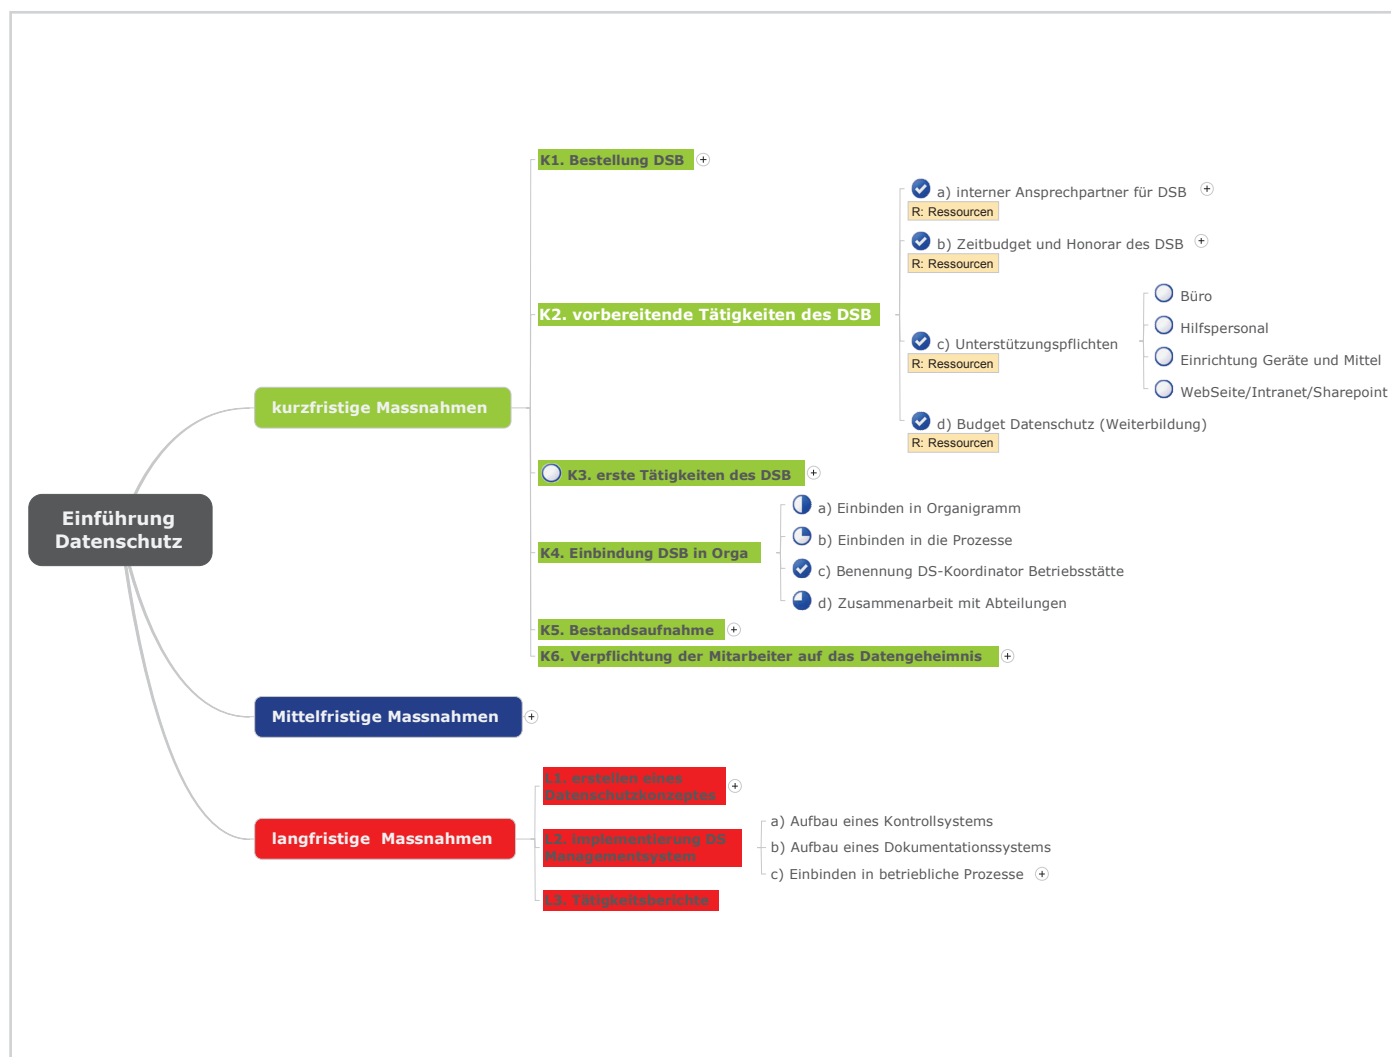 Einführung
Datenschutz
kurzfristige Massnahmen
K1. Bestellung DSB
K2. vorbereitende Tätigkeiten des DSB
a) interner Ansprechpartner für DSB
R: Ressourcen
b) Zeitbudget und Honorar des DSB
R: Ressourcen
c) Unterstützungspflichten
R: Ressourcen
Büro
Hilfspersonal
Einrichtung Geräte und Mittel
WebSeite/Intranet/Sharepoint
d) Budget Datenschutz (Weiterbildung)
R: Ressourcen
K3. erste Tätigkeiten des DSB
K4. Einbindung DSB in Orga
a) Einbinden in Organigramm
b) Einbinden in die Prozesse
c) Benennung DS-Koordinator Betriebsstätte
d) Zusammenarbeit mit Abteilungen
K5. Bestandsaufnahme
K6. Verpflichtung der Mitarbeiter auf das Datengeheimnis
Mittelfristige Massnahmen
langfristige Massnahmen
L1. erstellen eines
Datenschutzkonzeptes
L2. implementierung DS
Managementsystem
a) Aufbau eines Kontrollsystems
b) Aufbau eines Dokumentationssystems
c) Einbinden in betriebliche Prozesse
L3. Tätigkeitsberichte